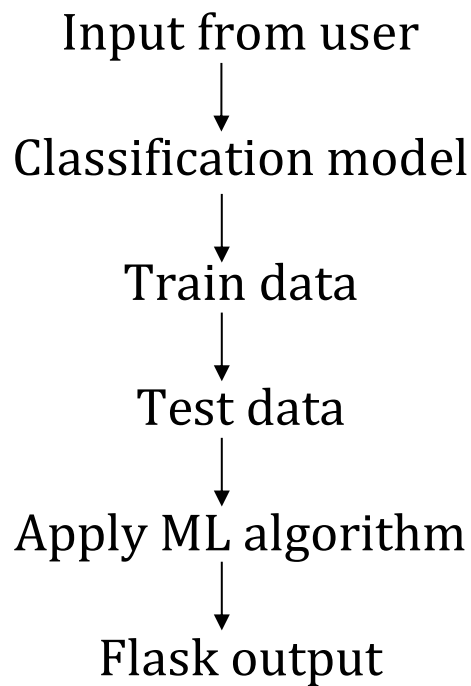 Input from user
Classification model
Train data
Test data
Apply ML algorithm
Flask output